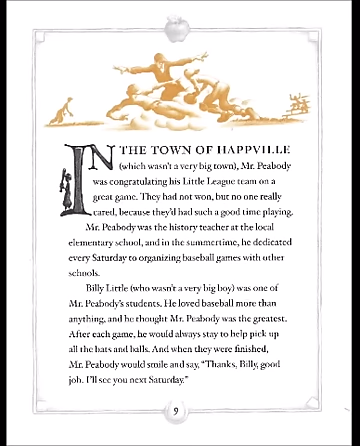 IN THE TOWN OF HAPPVILLE
(which wasn't a very big town), Mr. Peabody
was congratulating his Little League team on a
great game. They had not won, but no one really
cared, because they'd had such a good time playing.
Mr. Peabody was the history teacher at the local
elementary school, and in the summertime, he dedicated
every Saturday to organizing baseball games with other
schools.
Billy Little (who wasn't a very big boy) was one of
Mr. Peabody's students. He loved baseball more than
anything, and he thought Mr. Peabody was the greatest.
After each game, he would always stay to help pick up
all the bats and balls. And when they were finished,
Mr. Peabody would smile and say, "Thanks, Billy, good
job. I'll see you next Saturday."
9